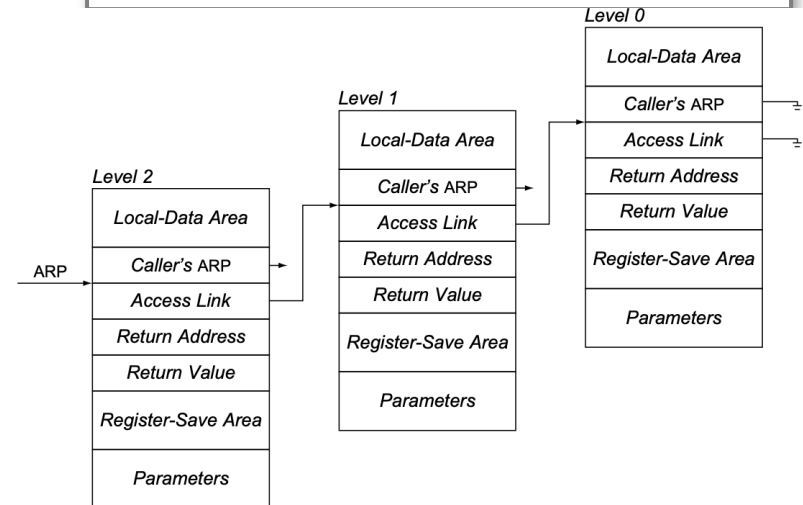 Level 0
Local-Data Area
Caller's ARP
Access Link
Return Address
Return Value
Register-Save Area
Parameters
Level 1
Local-Data Area
Caller's ARP
Access Link
Return Address
Return Value
Register-Save Area
Parameters
Level 2
Local-Data Area
ARP
Caller's ARP
Access Link
Return Address
Return Value
Register-Save Area
Parameters